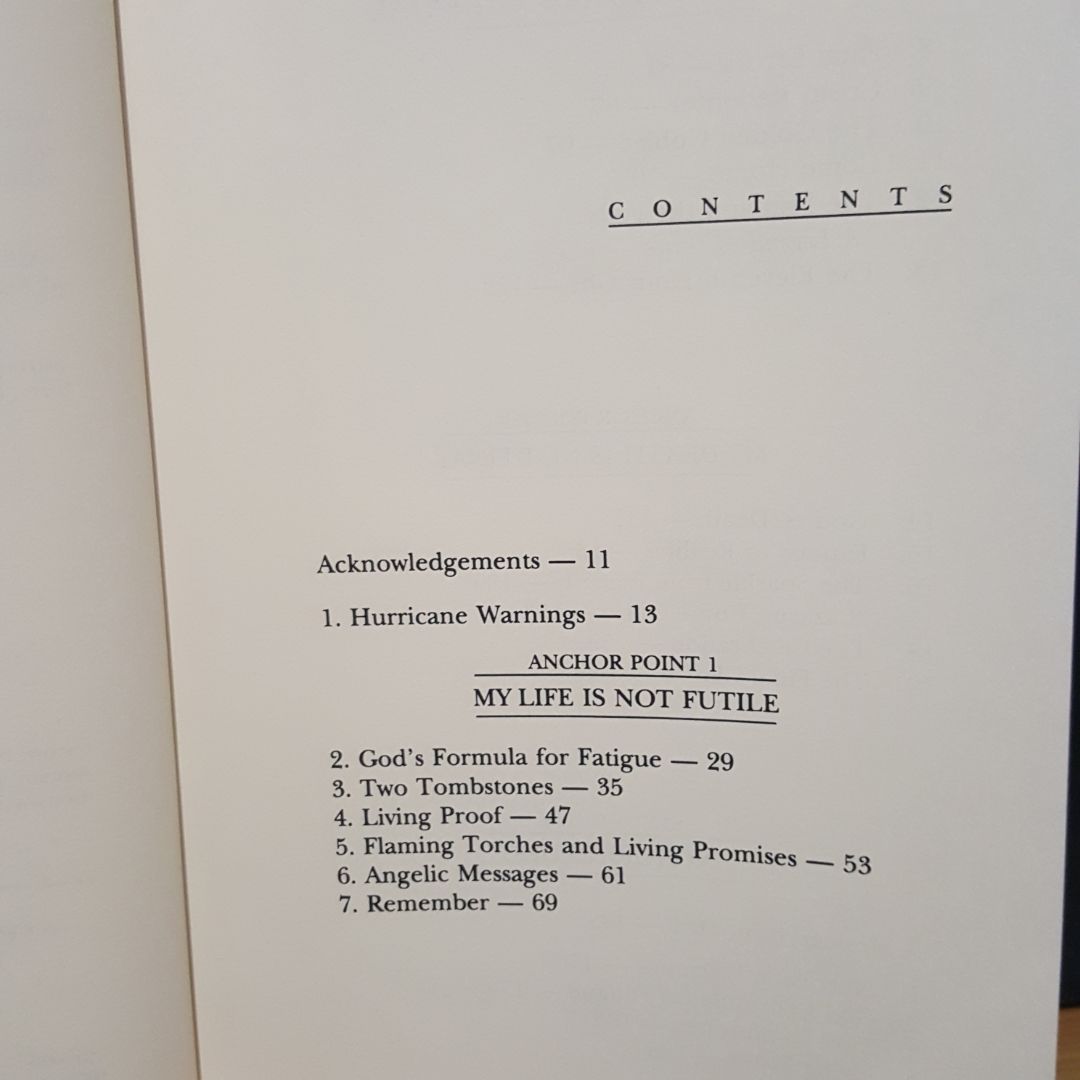 C O N T E N T S
Acknowledgements — 11
1. Hurricane Warnings — 13
ANCHOR POINT 1
MY LIFE IS NOT FUTILE
2. God's Formula for Fatigue — 29
3. Two Tombstones — 35
4. Living Proof — 47
5. Flaming Torches and Living Promises — 53
6. Angelic Messages — 61
7. Remember — 69